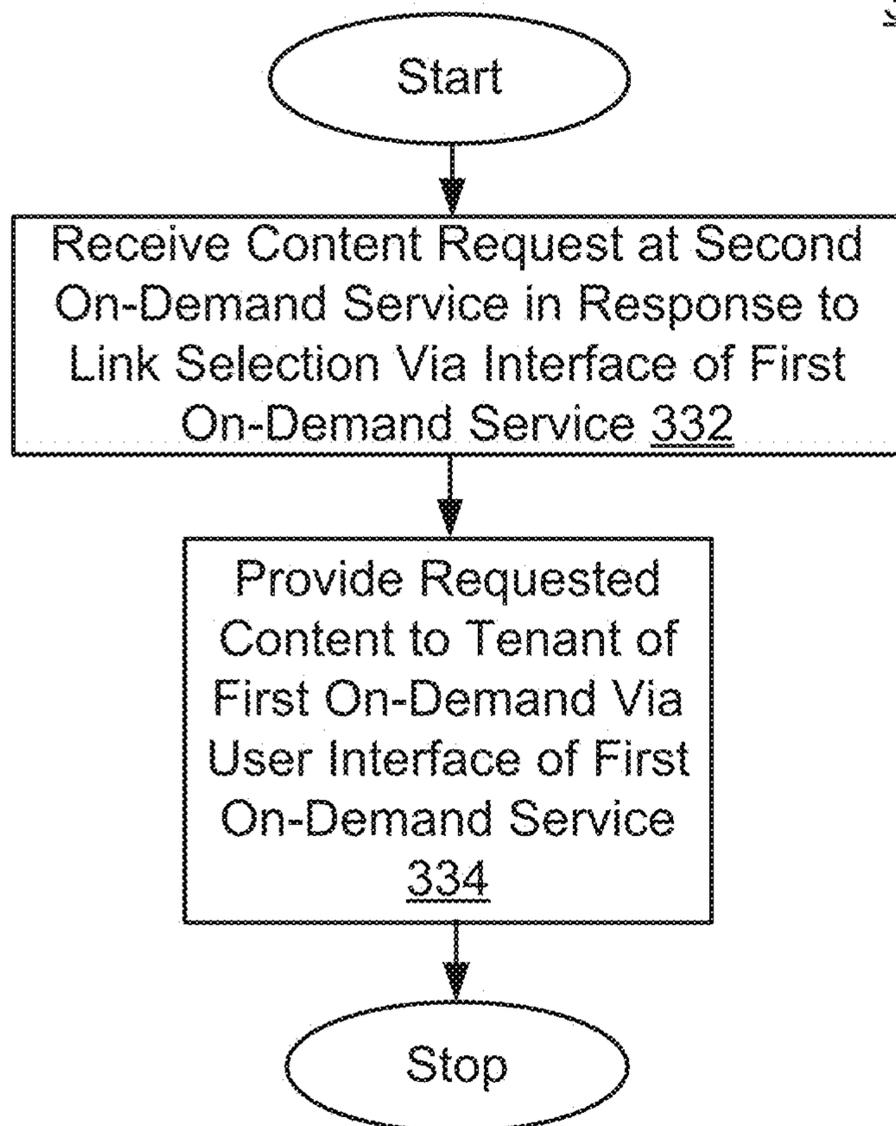 Start
Receive Content Request at Second
On-Demand Service in Response to
Link Selection Via Interface of First
On-Demand Service 332
Provide Requested
Content to Tenant of
First On-Demand Via
User Interface of First
On-Demand Service
334
Stop